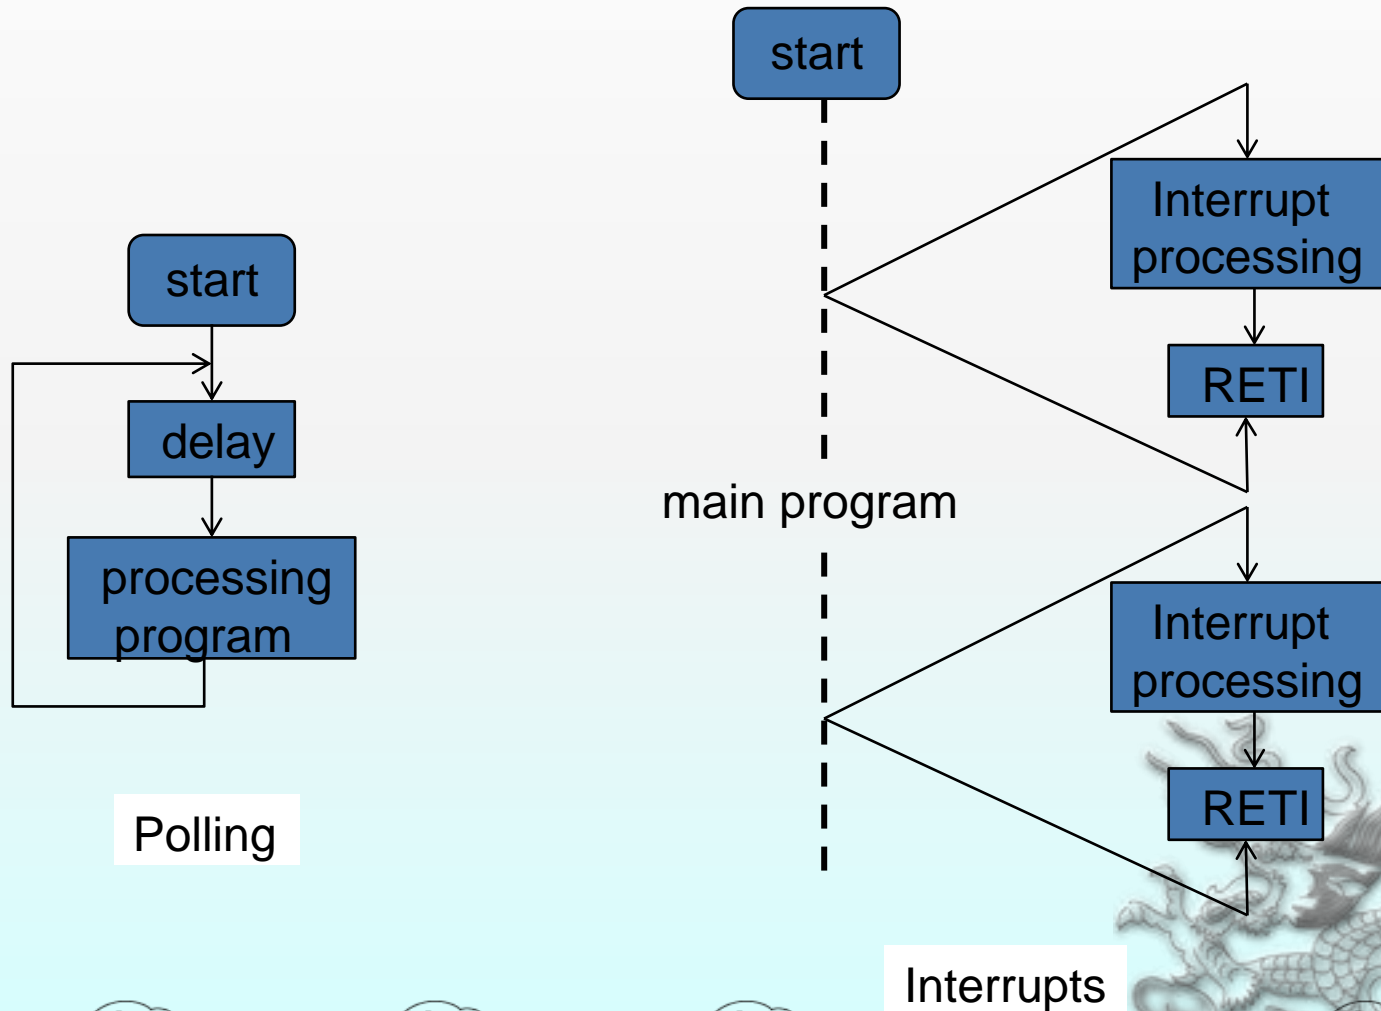 start
delay
processing
program
Polling
start
main program
Interrupt
processing
RETI
Interrupt
processing
RETI
Interrupts